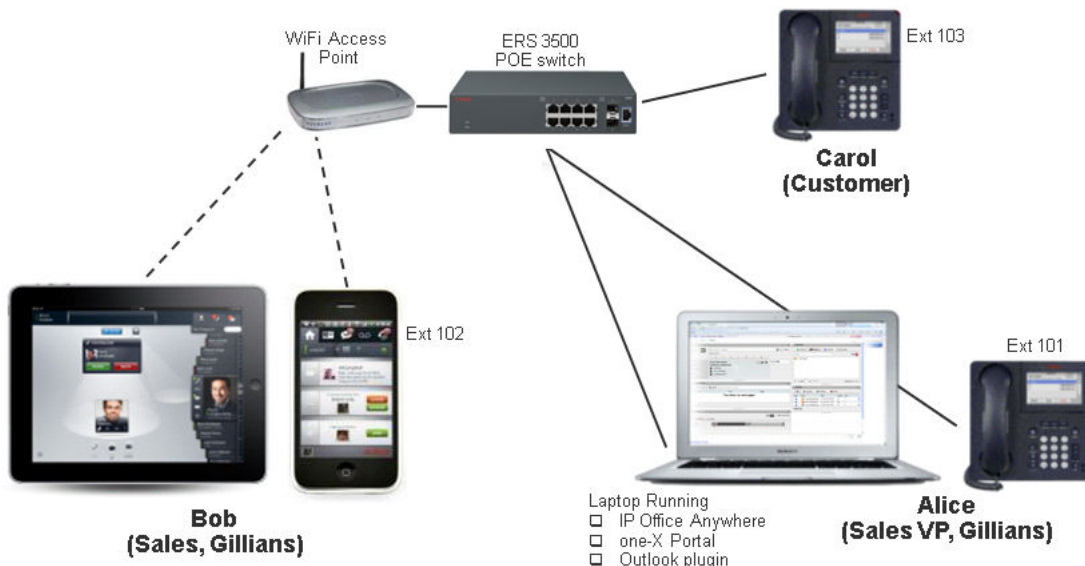 WiFi Access
Point
ERS 3500
POE switch
Ext 103
Carol
(Customer)
Ext 102
Ext 101
Bob
(Sales, Gillians)
Laptop Running
IP Office Anywhere
one-X Portal
Outlook plugin
Alice
(Sales VP, Gillians)